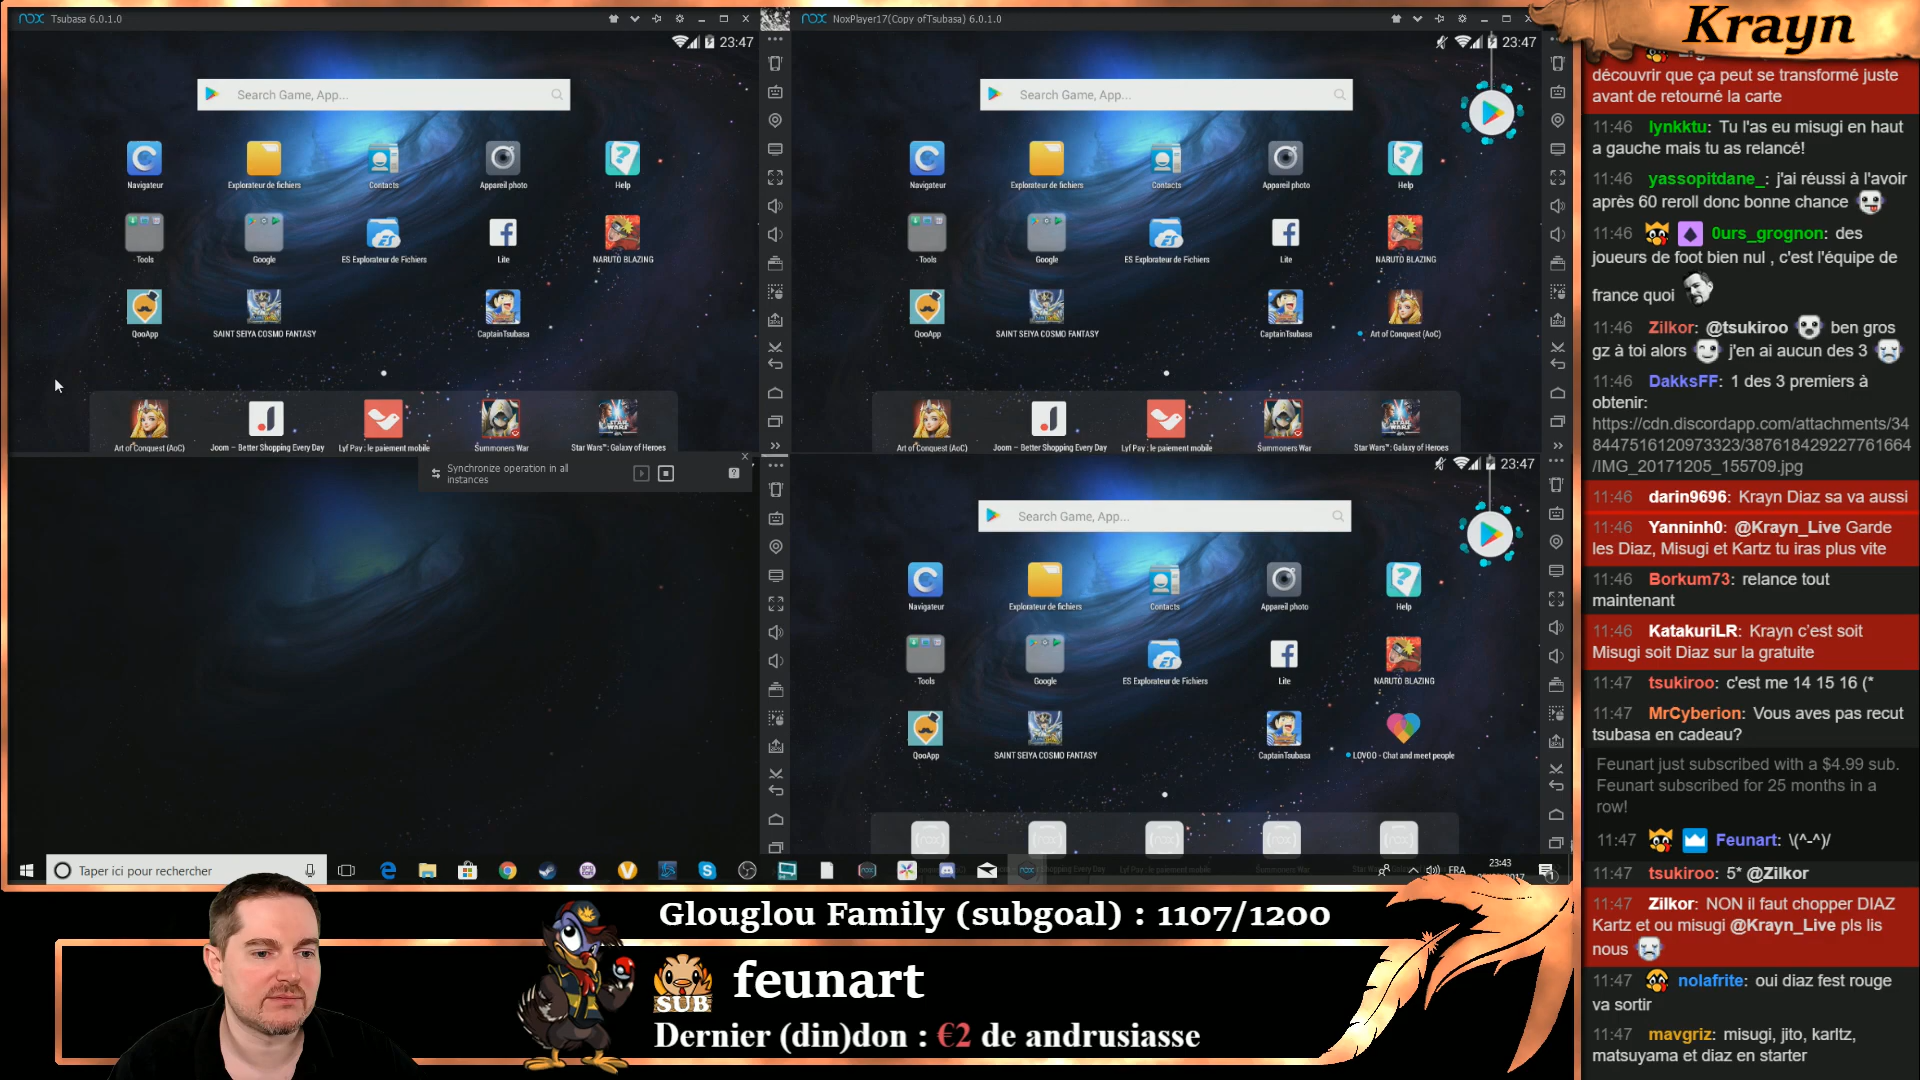 nox Tsubasa 6.0.1.0
23:47
Search Game, App...
Navigateur
Explorateur de fichiers
Contacts
Appareil photo
Help
Tools
Google
ES Explorateur de Fichiers
Lite
NARUTO BLAZING
QooApp
SAINT SEIYA COSMO FANTASY
CaptainTsubasa
Art of Conquest (AoC)
Joom – Better Shopping Every Day
Lyf Pay : le paiement mobile
Summoners War
Star Wars™: Galaxy of Heroes
Synchronize operation in all
instances
nox NoxPlayer17(Copy ofTsubasa) 6.0.1.0
23:47
Search Game, App...
Navigateur
Explorateur de fichiers
Contacts
Appareil photo
Help
Tools
Google
ES Explorateur de Fichiers
Lite
NARUTO BLAZING
QooApp
SAINT SEIYA COSMO FANTASY
CaptainTsubasa
Art of Conquest (AoC)
Art of Conquest (AoC)
Joom – Better Shopping Every Day
Lyf Pay : le paiement mobile
Summoners War
Star Wars™: Galaxy of Heroes
23:47
Search Game, App...
Navigateur
Explorateur de fichiers
Contacts
Appareil photo
Help
Tools
Google
ES Explorateur de Fichiers
Lite
NARUTO BLAZING
QooApp
SAINT SEIYA COSMO FANTASY
CaptainTsubasa
LOVOO - Chat and meet people
Taper ici pour rechercher
FRA
23:43
Krayn
découvrir que ça peut se transformé juste
avant de retourné la carte
11:46 lynkktu: Tu l'as eu misugi en haut
a gauche mais tu as relancé!
11:46 yassopitdane_: j'ai réussi à l'avoir
après 60 reroll donc bonne chance
11:46 0urs_grognon: des
joueurs de foot bien nul , c'est l'équipe de
france quoi
11:46 Zilkor: @tsukiroo ben gros
gz à toi alors j'en ai aucun des 3
11:46 DakksFF: 1 des 3 premiers à
obtenir:
https://cdn.discordapp.com/attachments/34
8447516120973323/387618429227761664
/IMG_20171205_155709.jpg
11:46 darin9696: Krayn Diaz sa va aussi
11:46 Yanninh0: @Krayn_Live Garde
les Diaz, Misugi et Kartz tu iras plus vite
11:46 Borkum73: relance tout
maintenant
11:46 KatakuriLR: Krayn c'est soit
Misugi soit Diaz sur la gratuite
11:47 tsukiroo: c'est me 14 15 16 (*
11:47 MrCyberion: Vous aves pas recut
tsubasa en cadeau?
Feunart just subscribed with a $4.99 sub.
Feunart subscribed for 25 months in a
row!
11:47 Feunart: \(^-^)/
11:47 tsukiroo: 5* @Zilkor
11:47 Zilkor: NON il faut chopper DIAZ
Kartz et ou misugi @Krayn_Live pls lis
nous
11:47 nolafrite: oui diaz fest rouge
va sortir
11:47 mavgriz: misugi, jito, karltz,
matsuyama et diaz en starter
Glouglou Family (subgoal) : 1107/1200
SUB feunart
Dernier (din)don : €2 de andrusiasse